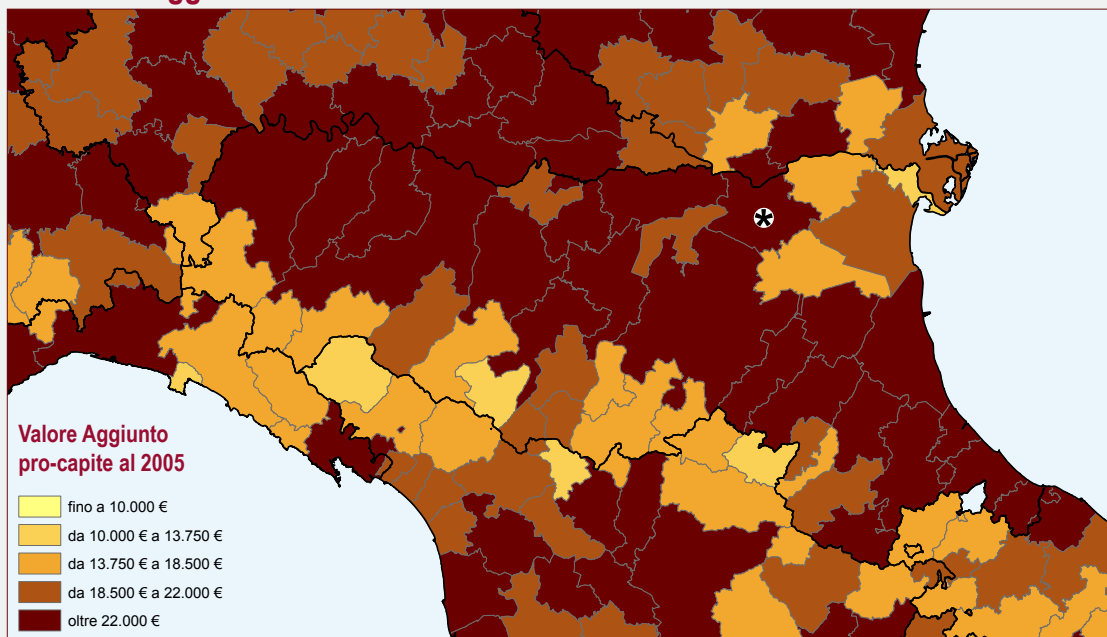 Valore Aggiunto
pro-capite al 2005
fino a 10.000 €
da 10.000 € a 13.750 €
da 13.750 € a 18.500 €
da 18.500 € a 22.000 €
oltre 22.000 €